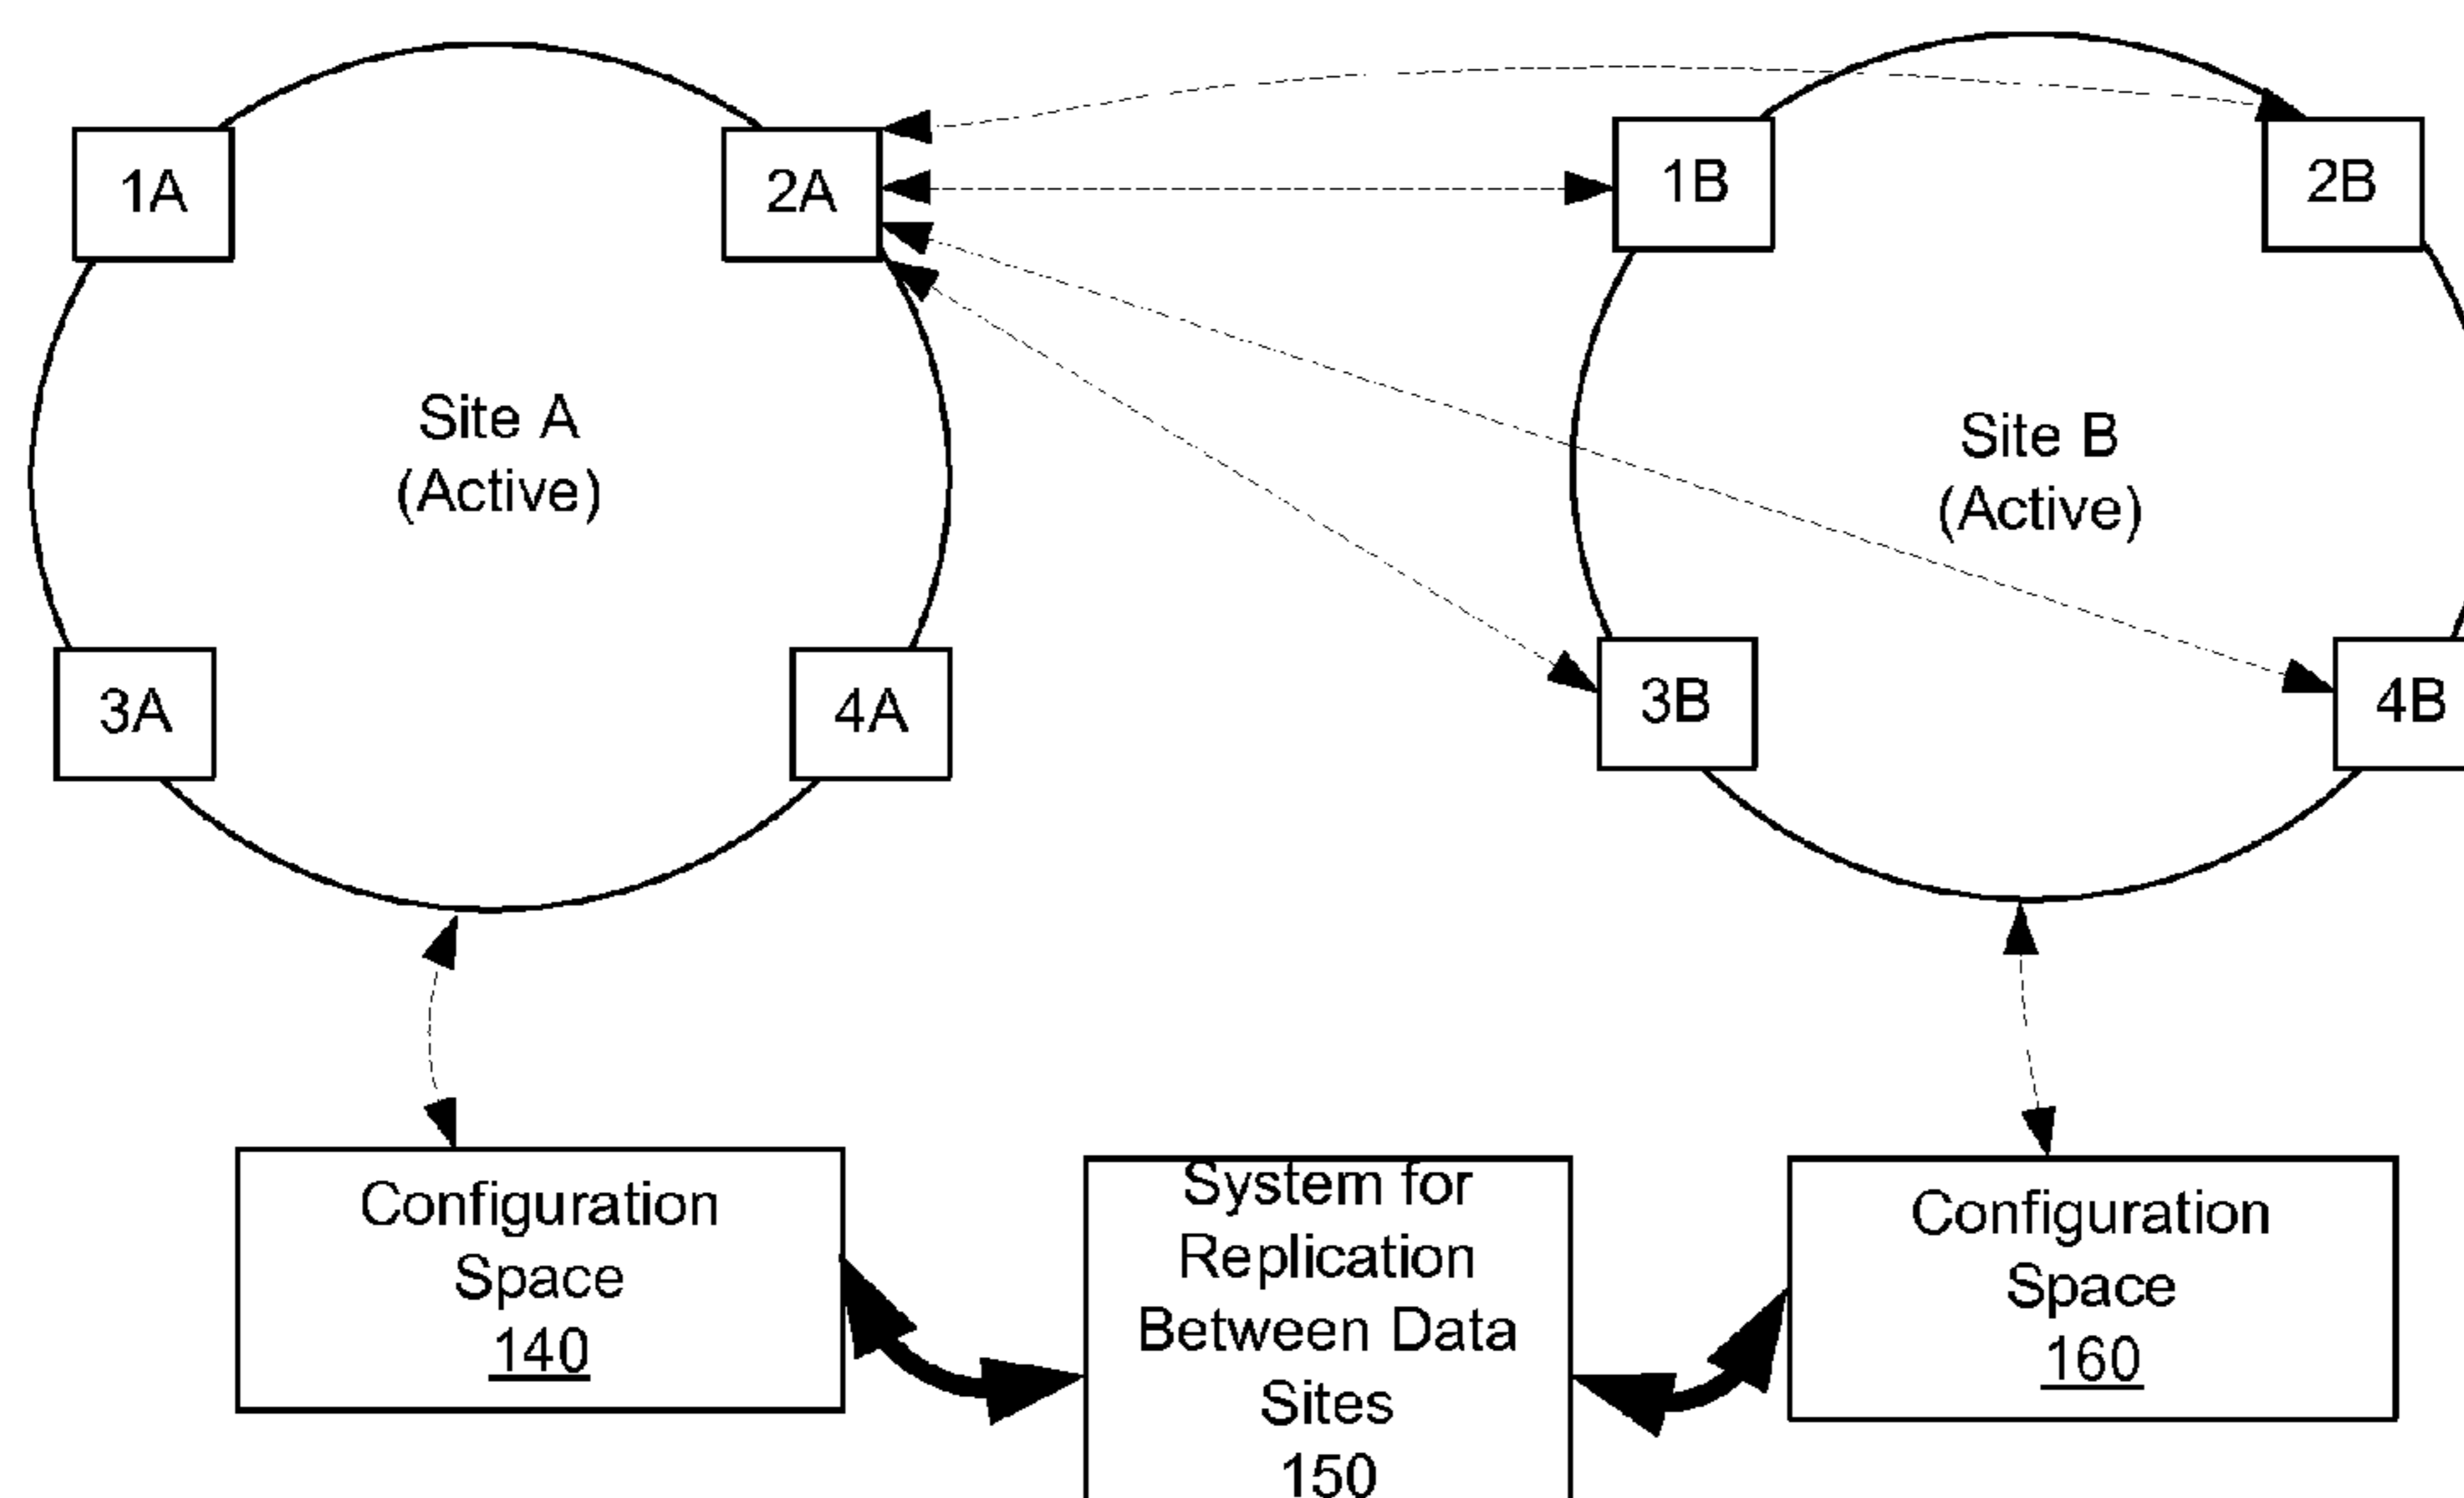 1A
2A
1B
2B
Site A
(Active)
Site B
(Active)
3A
4A
3B
4B
Configuration
Space
140
System for
Replication
Between Data
Sites
150
Configuration
Space
160